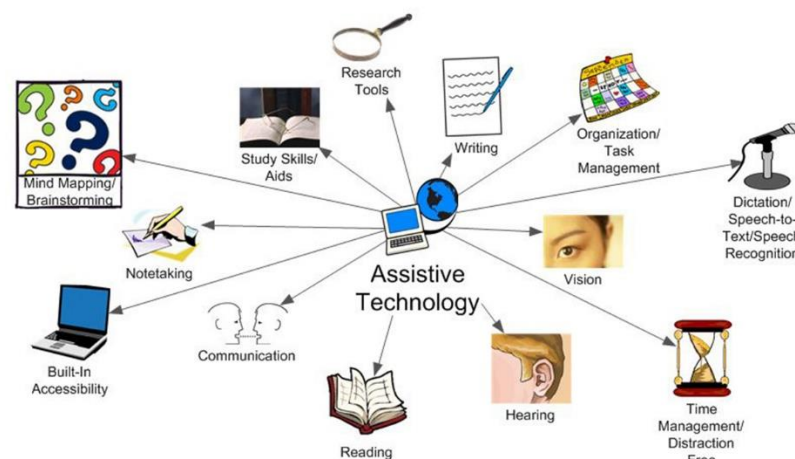 Research
Tools
Writing
Organization/
Task
Management
Study Skills/
Aids
Mind Mapping/
Brainstorming
Dictation/
Speech-to-
Text/Speech
Recognition
Notetaking
Vision
Assistive
Technology
Communication
Built-In
Accessibility
Hearing
Reading
Time
Management/
Distraction
Free